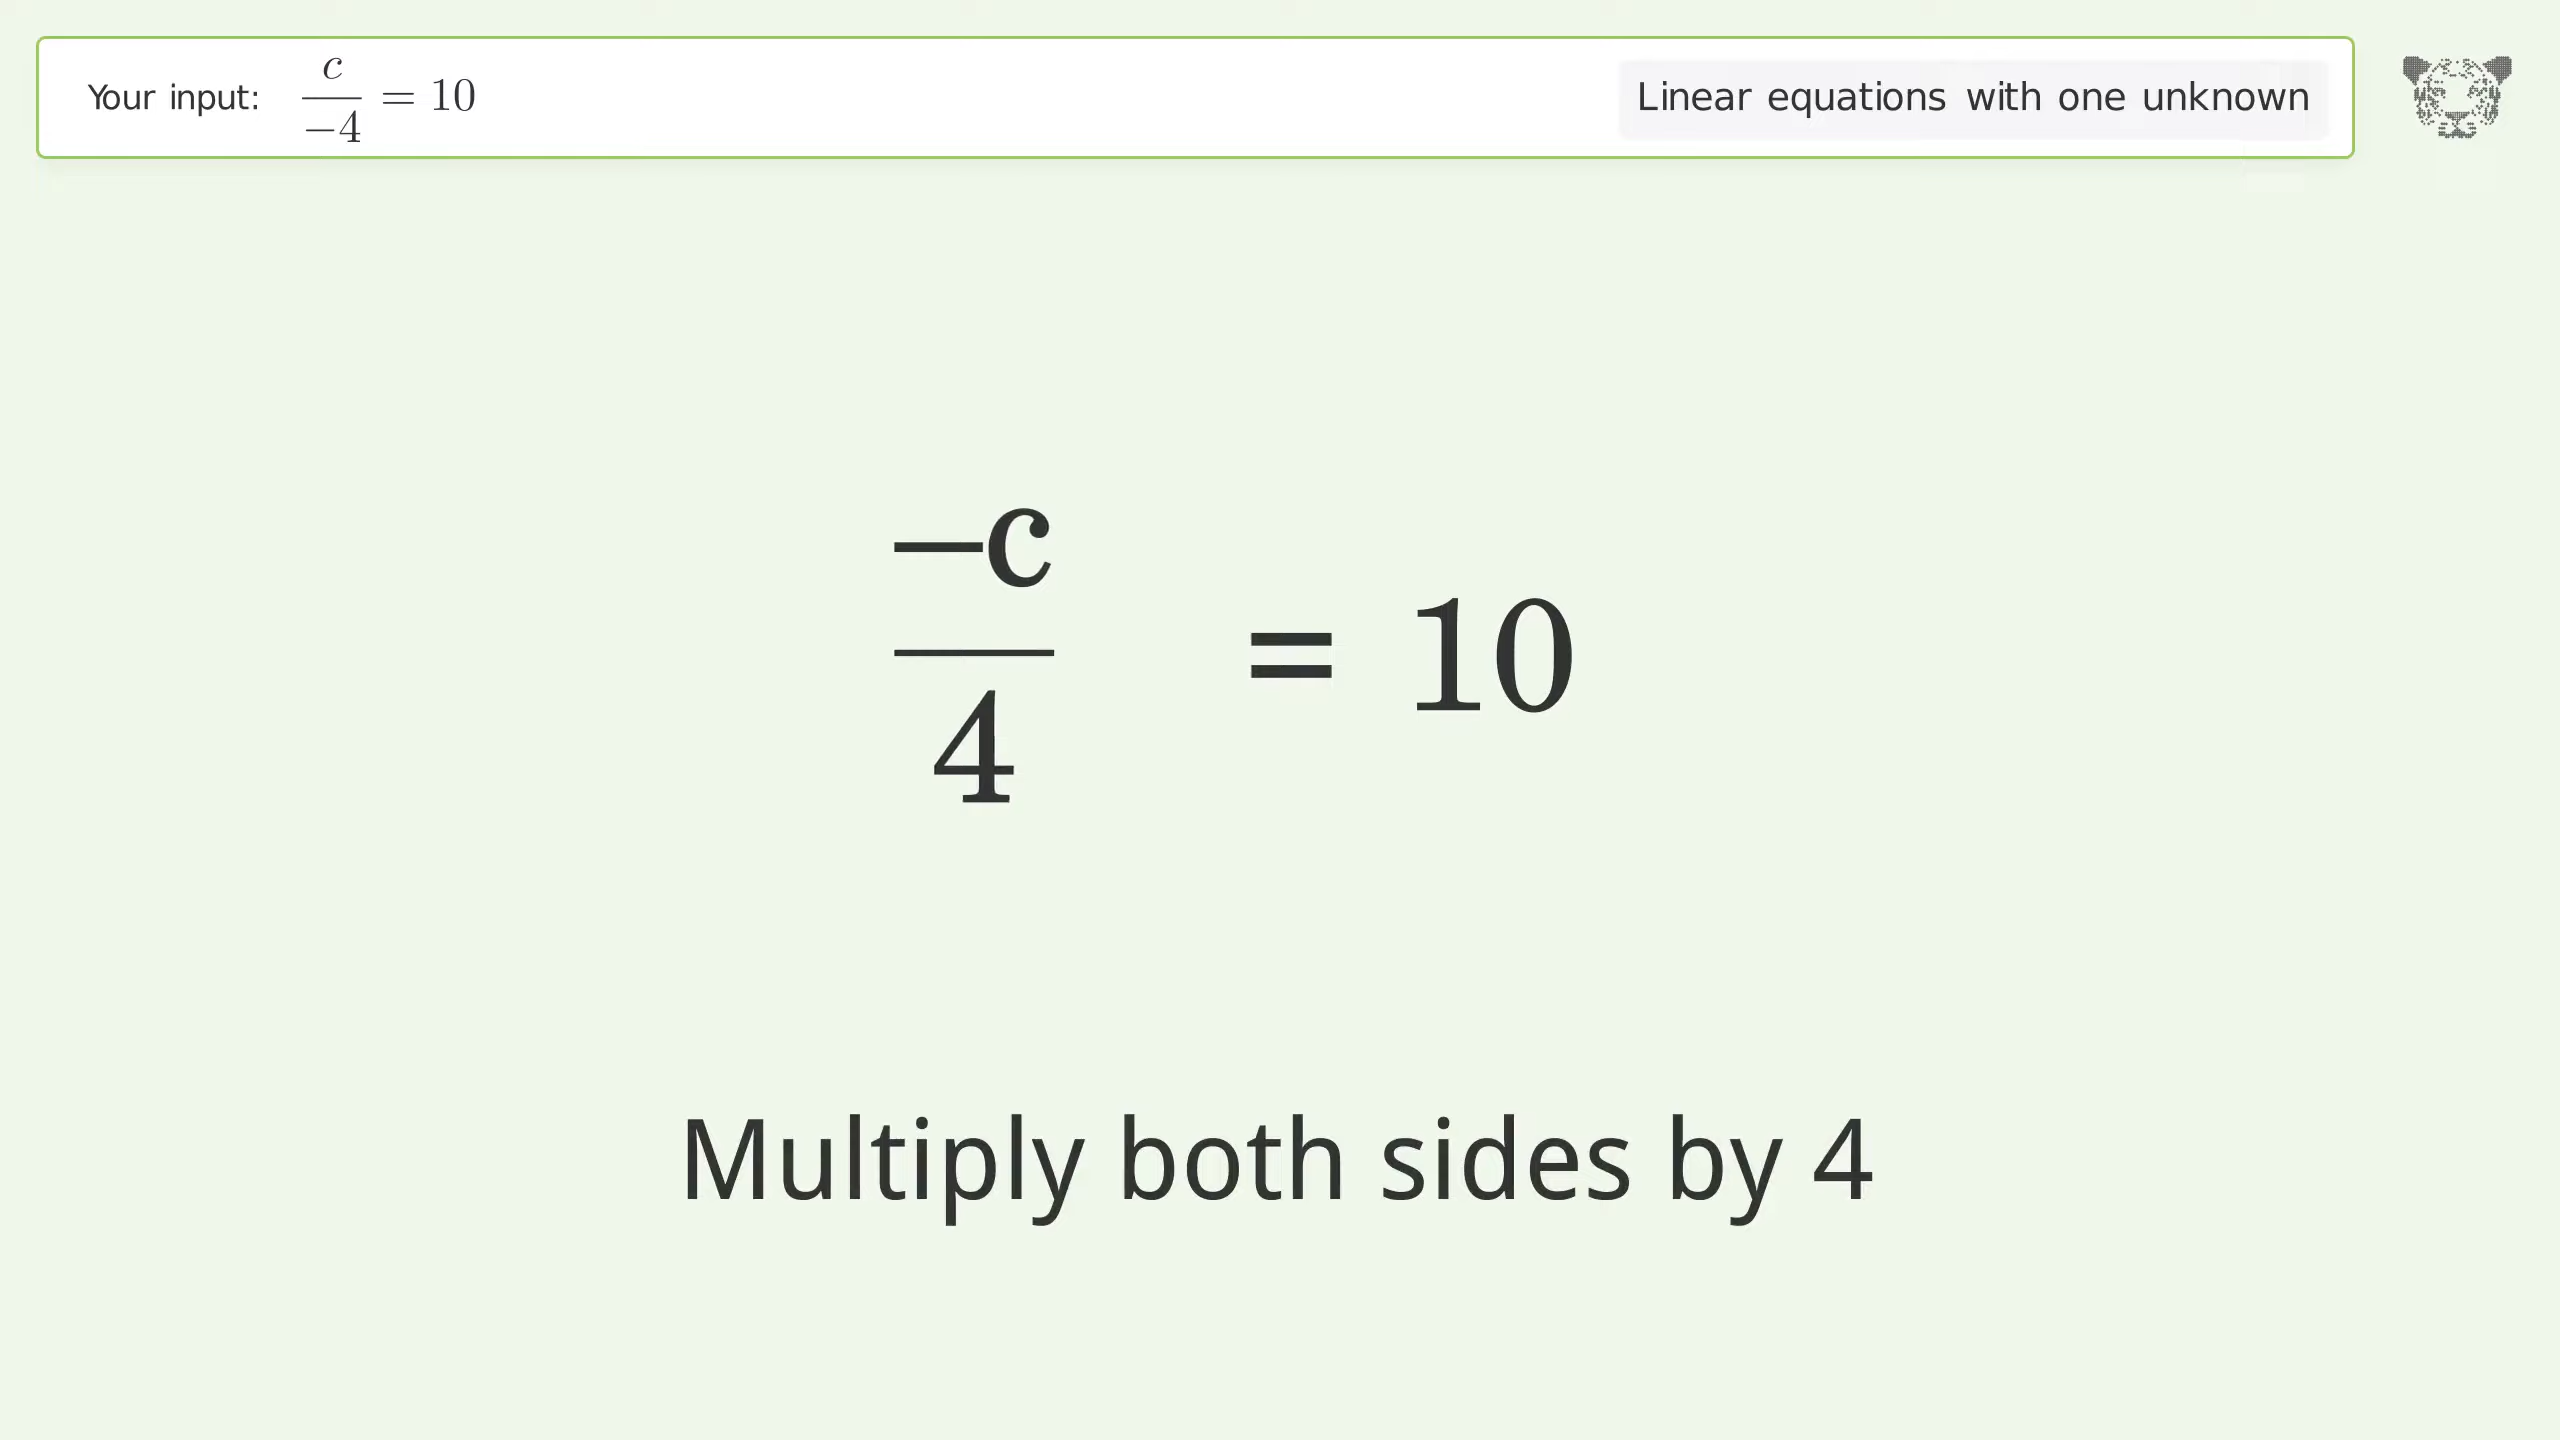 Your input: c/−4 = 10
Linear equations with one unknown
−c/4 = 10
Multiply both sides by 4